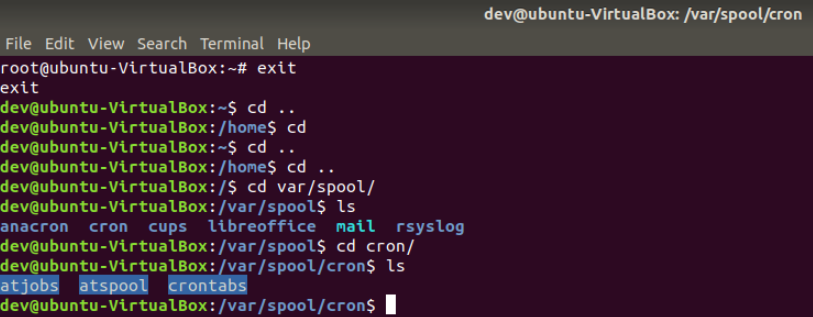 dev@ubuntu-VirtualBox: /var/spool/cron
File Edit View Search Terminal Help
root@ubuntu-VirtualBox:~# exit
exit
dev@ubuntu-VirtualBox:~$ cd ..
dev@ubuntu-VirtualBox:/home$ cd
dev@ubuntu-VirtualBox:~$ cd ..
dev@ubuntu-VirtualBox:/home$ cd ..
dev@ubuntu-VirtualBox:/$ cd var/spool/
dev@ubuntu-VirtualBox:/var/spool$ ls
anacron cron cups libreoffice mail rsyslog
dev@ubuntu-VirtualBox:/var/spool$ cd cron/
dev@ubuntu-VirtualBox:/var/spool/cron$ ls
atjobs atspool crontabs
dev@ubuntu-VirtualBox:/var/spool/cron$